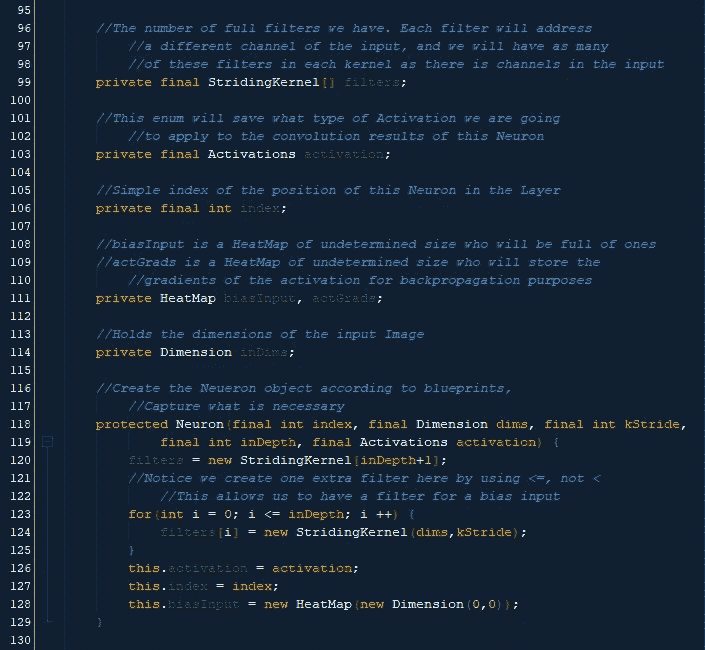 95
96 //The number of full filters we have. Each filter will address
97 //a different channel of the input, and we will have as many
98 //of these filters in each kernel as there is channels in the input
99 private final StridingKernel[] filters;
100
101 //This enum will save what type of Activation we are going
102 //to apply to the convolution results of this Neuron
103 private final Activations activation;
104
105 //Simple index of the position of this Neuron in the Layer
106 private final int index;
107
108 //biasInput is a HeatMap of undetermined size who will be full of ones
109 //actGrads is a HeatMap of undetermined size who will store the
110 //gradients of the activation for backpropagation purposes
111 private HeatMap biasInput, actGrads;
112
113 //Holds the dimensions of the input Image
114 private Dimension inDims;
115
116 //Create the Neueron object according to blueprints,
117 //Capture what is necessary
118 protected Neuron(final int index, final Dimension dims, final int kStride,
119 final int inDepth, final Activations activation) {
120 filters = new StridingKernel[inDepth+1];
121 //Notice we create one extra filter here by using <=, not <
122 //This allows us to have a filter for a bias input
123 for(int i = 0; i <= inDepth; i ++) {
124 filters[i] = new StridingKernel(dims,kStride);
125 }
126 this.activation = activation;
127 this.index = index;
128 this.biasInput = new HeatMap(new Dimension(0,0));
129 }
130